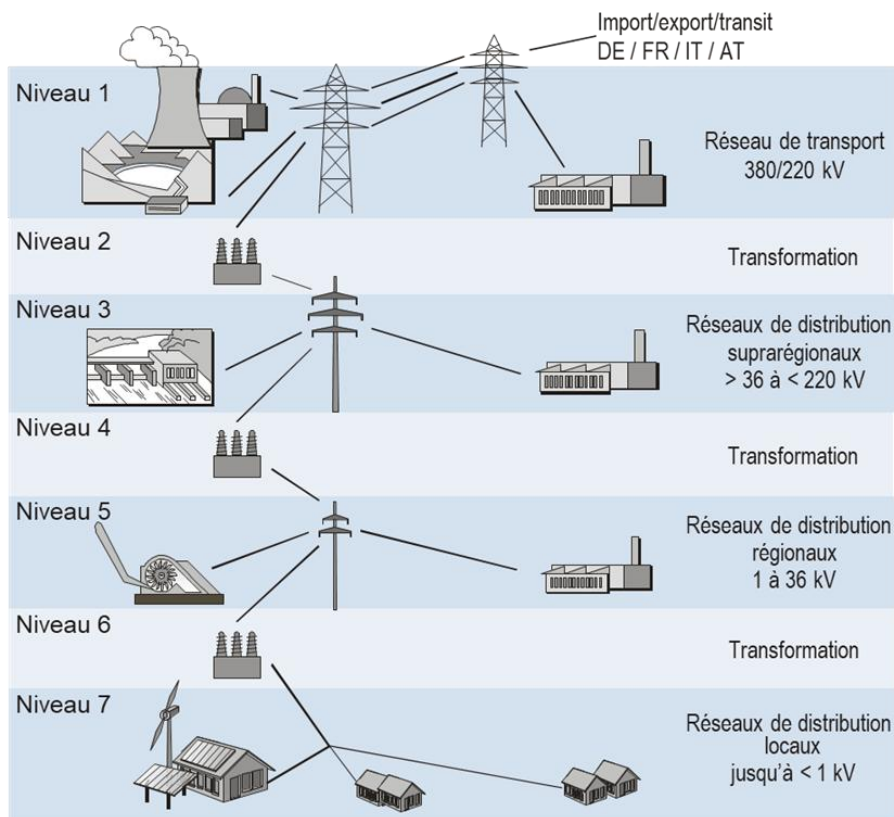 Import/export/transit
DE / FR / IT / AT
Niveau 1
Réseau de transport
380/220 kV
Niveau 2
Transformation
Niveau 3
Réseaux de distribution
suprarégionaux
> 36 à < 220 kV
Niveau 4
Transformation
Niveau 5
Réseaux de distribution
régionaux
1 à 36 kV
Niveau 6
Transformation
Niveau 7
Réseaux de distribution
locaux
jusqu'à < 1 kV